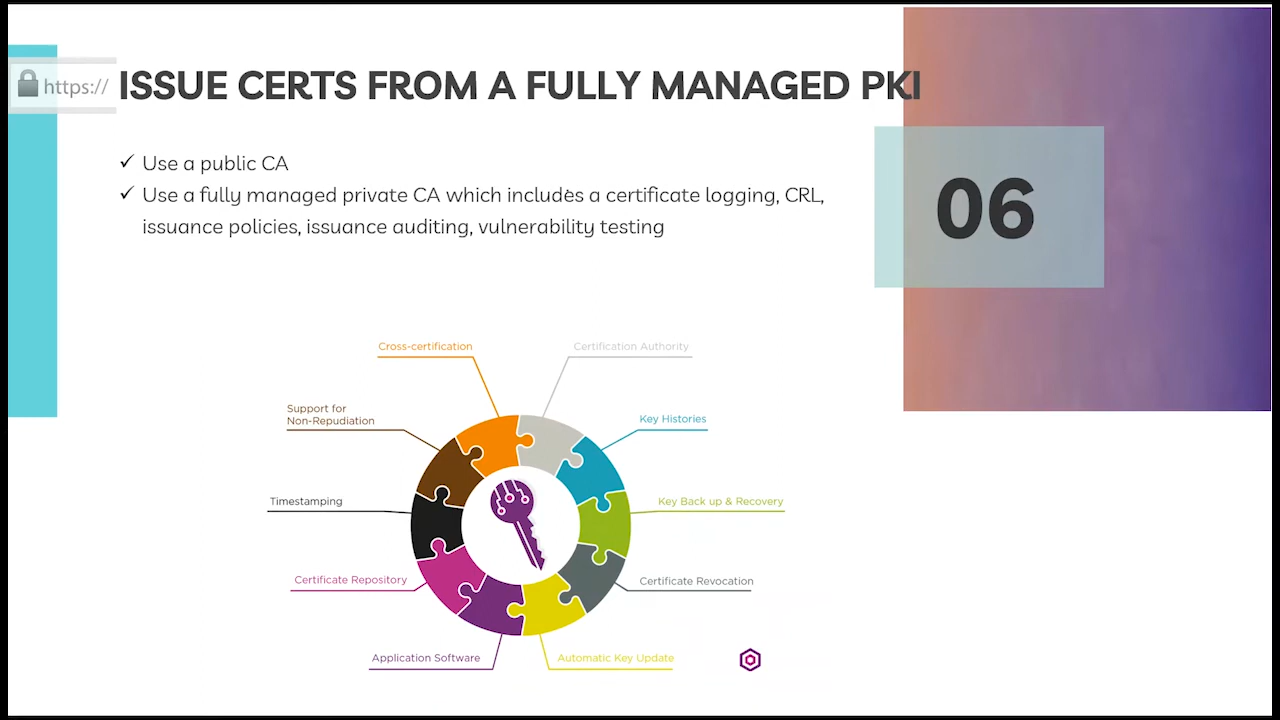 https://
ISSUE CERTS FROM A FULLY MANAGED PKI
✓ Use a public CA
✓ Use a fully managed private CA which includes a certificate logging, CRL,
issuance policies, issuance auditing, vulnerability testing
06
Cross-certification
Certification Authority
Support for
Non-Repudiation
Key Histories
Timestamping
Key Back up & Recovery
Certificate Repository
Certificate Revocation
Application Software
Automatic Key Update